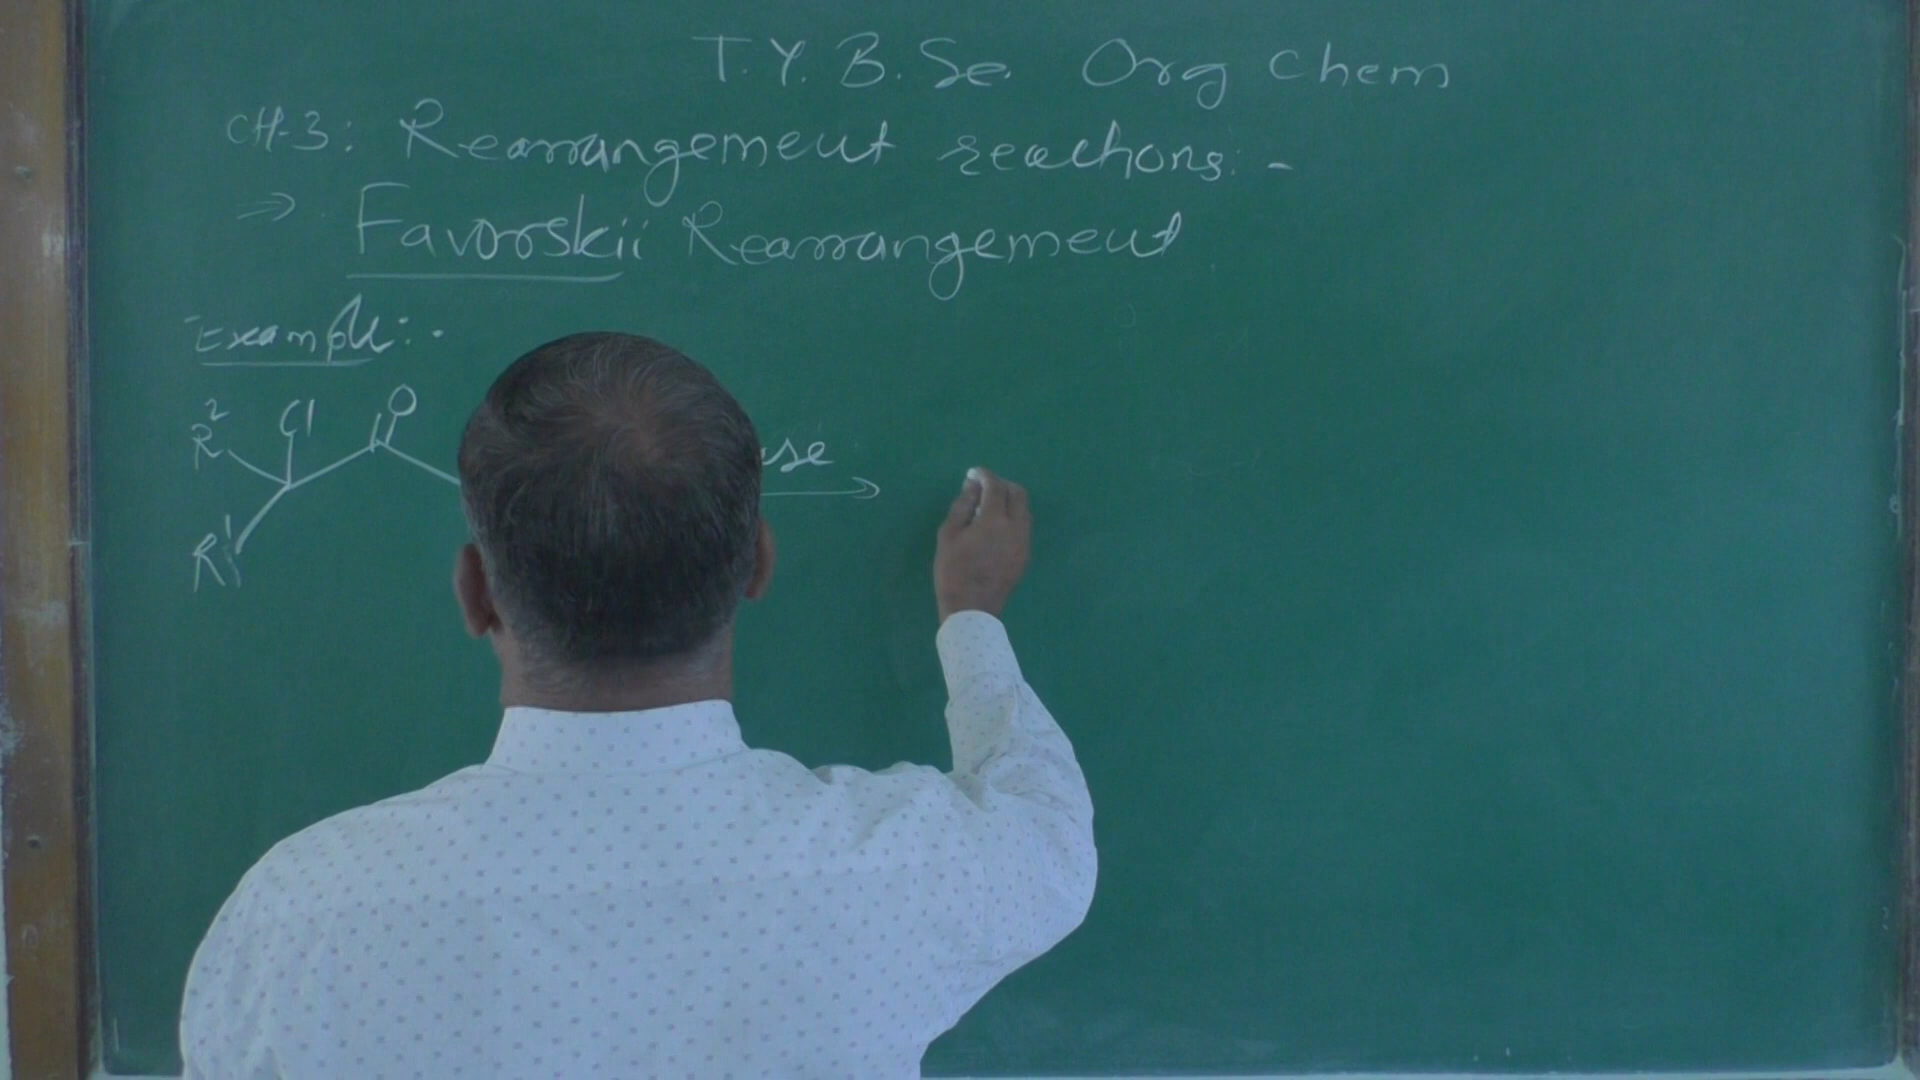 T.Y. B.Sc. Org Chem
CH-3: Rearrangement reactions:-
⇒ Favorskii Rearrangement
Example:-
R² Cl O
R¹